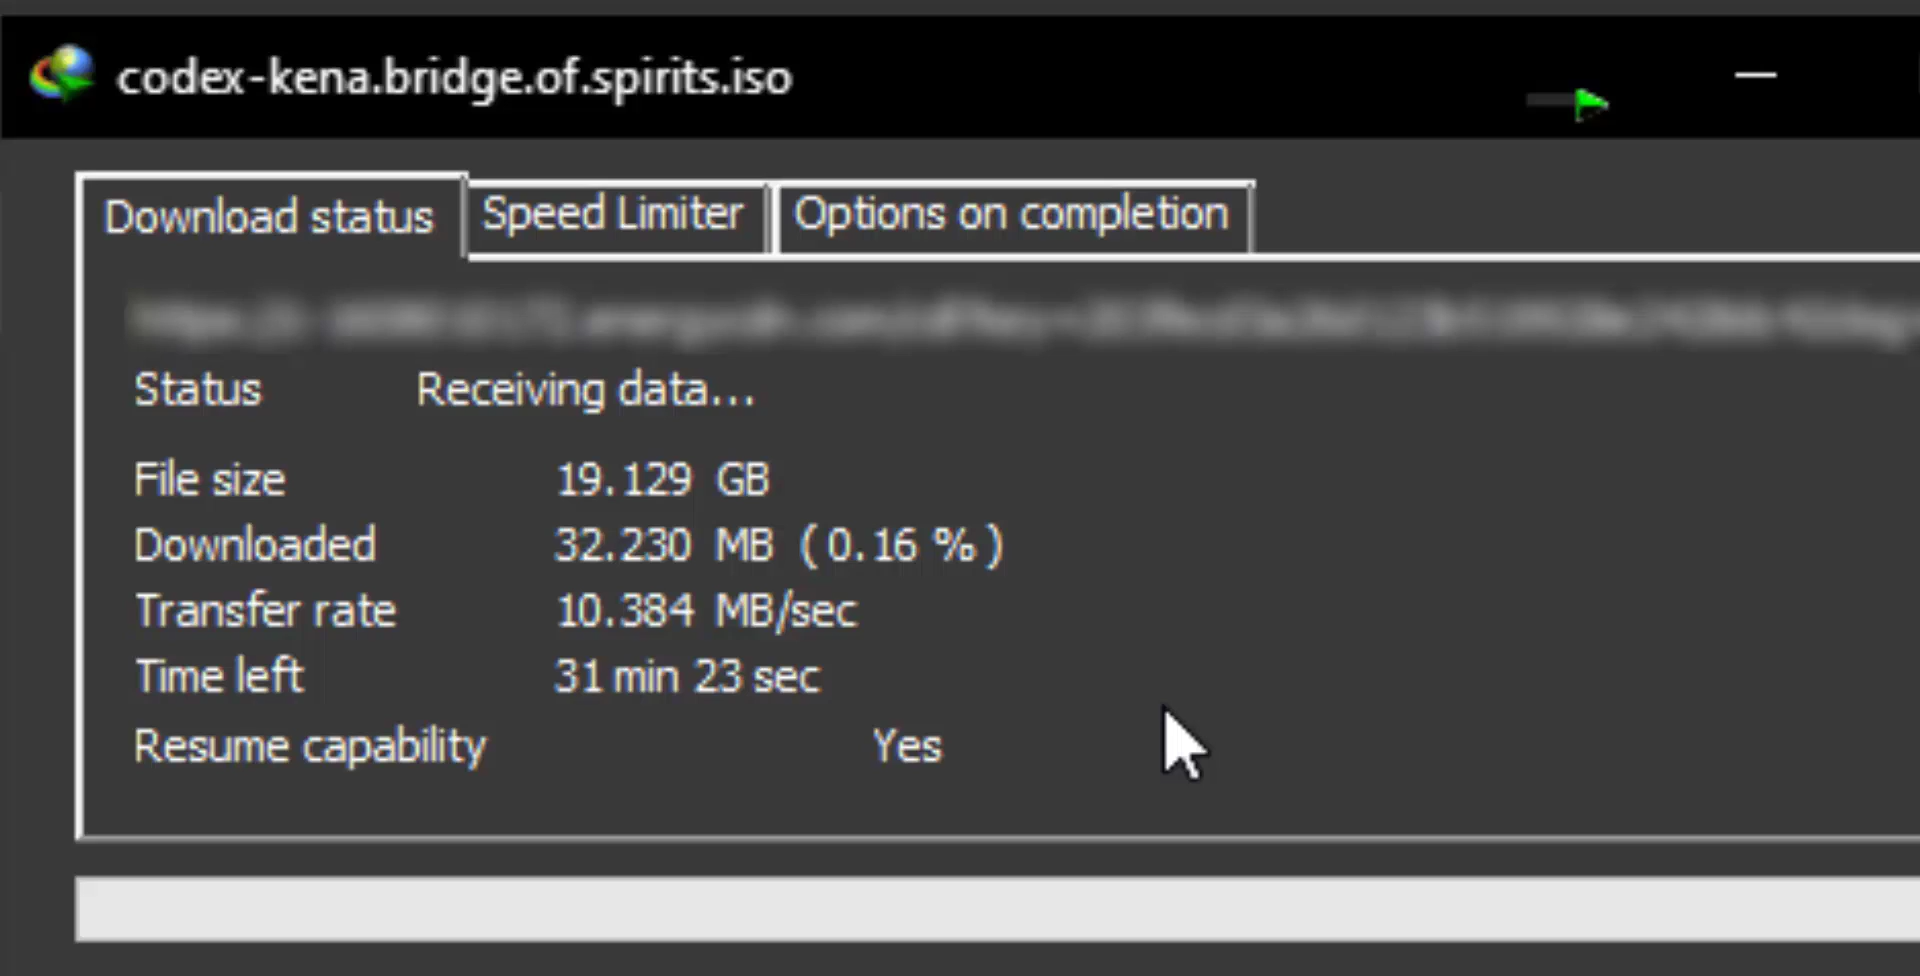 codex-kena.bridge.of.spirits.iso
Download status Speed Limiter Options on completion
Status Receiving data...
File size 19.129 GB
Downloaded 32.230 MB ( 0.16 % )
Transfer rate 10.384 MB/sec
Time left 31 min 23 sec
Resume capability Yes